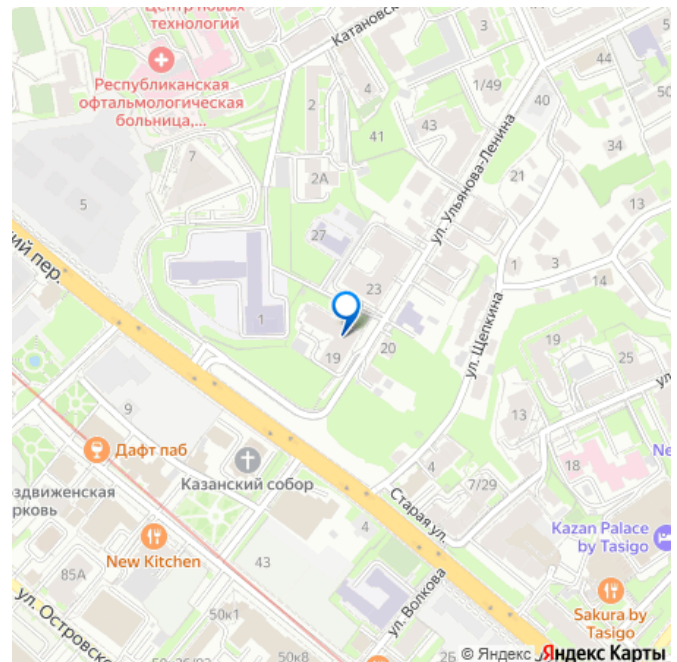 Центр новых
технологий
Катановск
3
5
44
50
Республиканская
офтальмологическая
больница,...
2
4
1/49
40
43
41
34
7
2А
21
5
ул. Ульянова-Ленина
13
ий пер.
27
1
3
14
23
1
ул. Щепкина
19
20
19
25
ул
9
13
Дафт паб
Казанский собор
4
7/29
18
Ne
здвиженская
рковь
Старая ул.
4
Kazan Palace
by Tasigo
New Kitchen
43
85А
ул. Островско
50к1
ул. Волкова
Sakura by
Tasigo
50к8
2Б
© Яндекс
Яндекс Карты